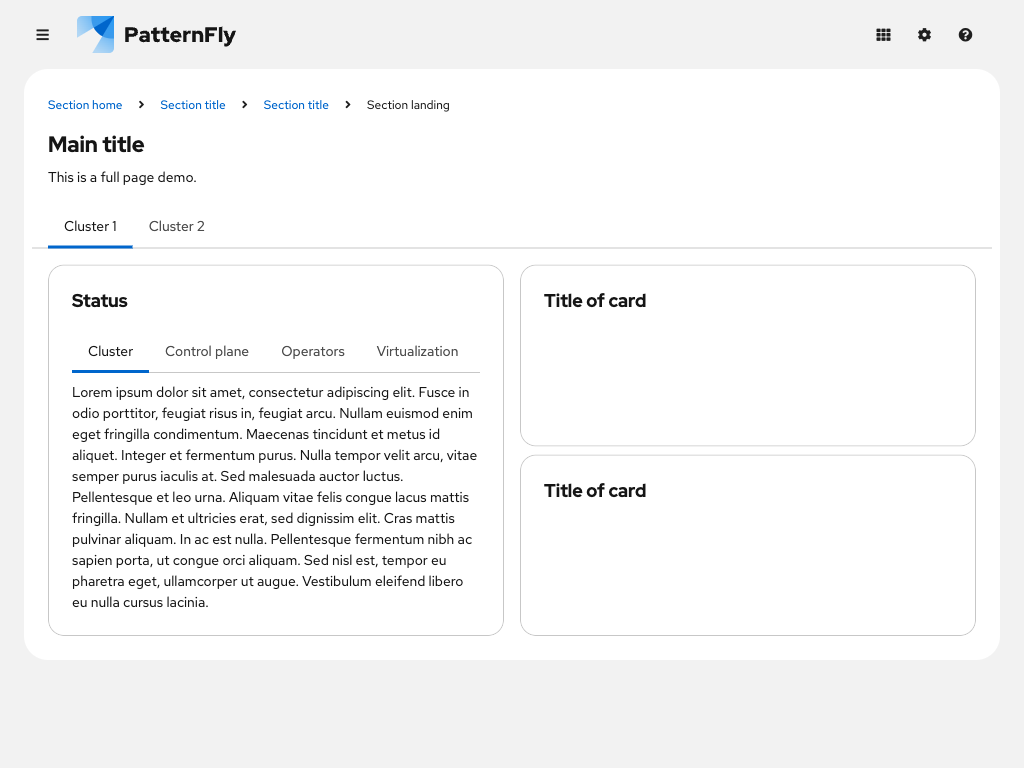 PatternFly
Section home
Section title
Section title
Section landing
Main title
This is a full page demo.
Cluster 1
Cluster 2
Status
Cluster
Control plane
Operators
Virtualization
Lorem ipsum dolor sit amet, consectetur adipiscing elit. Fusce in
odio porttitor, feugiat risus in, feugiat arcu. Nullam euismod enim
eget fringilla condimentum. Maecenas tincidunt et metus id
aliquet. Integer et fermentum purus. Nulla tempor velit arcu, vitae
semper purus iaculis at. Sed malesuada auctor luctus.
Pellentesque et leo urna. Aliquam vitae felis congue lacus mattis
fringilla. Nullam et ultricies erat, sed dignissim elit. Cras mattis
pulvinar aliquam. In ac est nulla. Pellentesque fermentum nibh ac
sapien porta, ut congue orci aliquam. Sed nisl est, tempor eu
pharetra eget, ullamcorper ut augue. Vestibulum eleifend libero
eu nulla cursus lacinia.
Title of card
Title of card